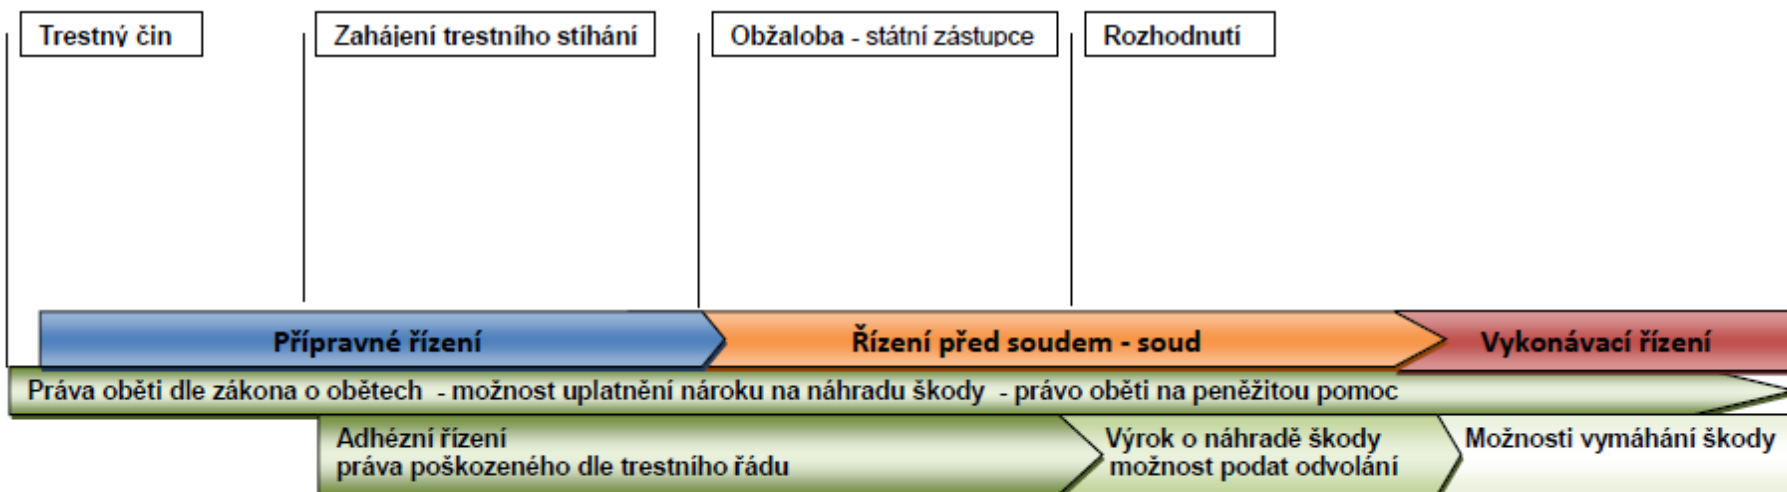 Trestný čin
Zahájení trestního stíhání
Obžaloba - státní zástupce
Rozhodnutí
Přípravné řízení
Řízení před soudem - soud
Vykonávací řízení
Práva oběti dle zákona o obětech - možnost uplatnění nároku na náhradu škody - právo oběti na peněžitou pomoc
Adhézní řízení
práva poškozeného dle trestního řádu
Výrok o náhradě škody
možnost podat odvolání
Možnosti vymáhání škody